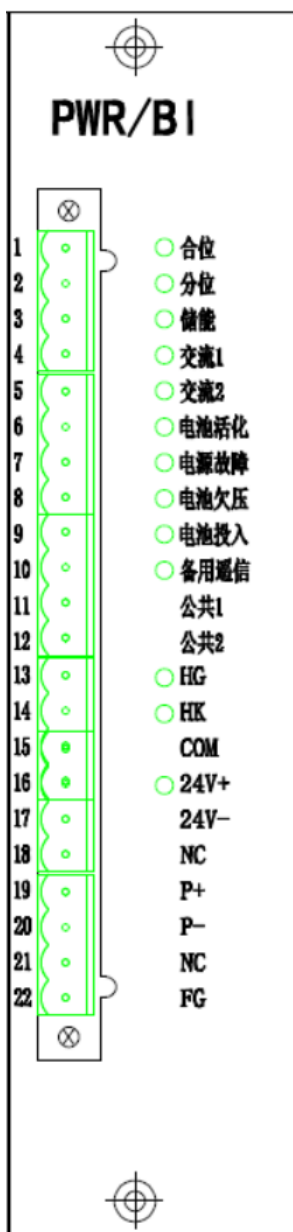 PWR/BI
1 合位
2 分位
3 储能
4 交流1
5 交流2
6 电池活化
7 电源故障
8 电池欠压
9 电池投入
10 备用遥信
11 公共1
12 公共2
13 HG
14 HK
15 COM
16 24V+
17 24V-
18 NC
19 P+
20 P-
21 NC
22 FG